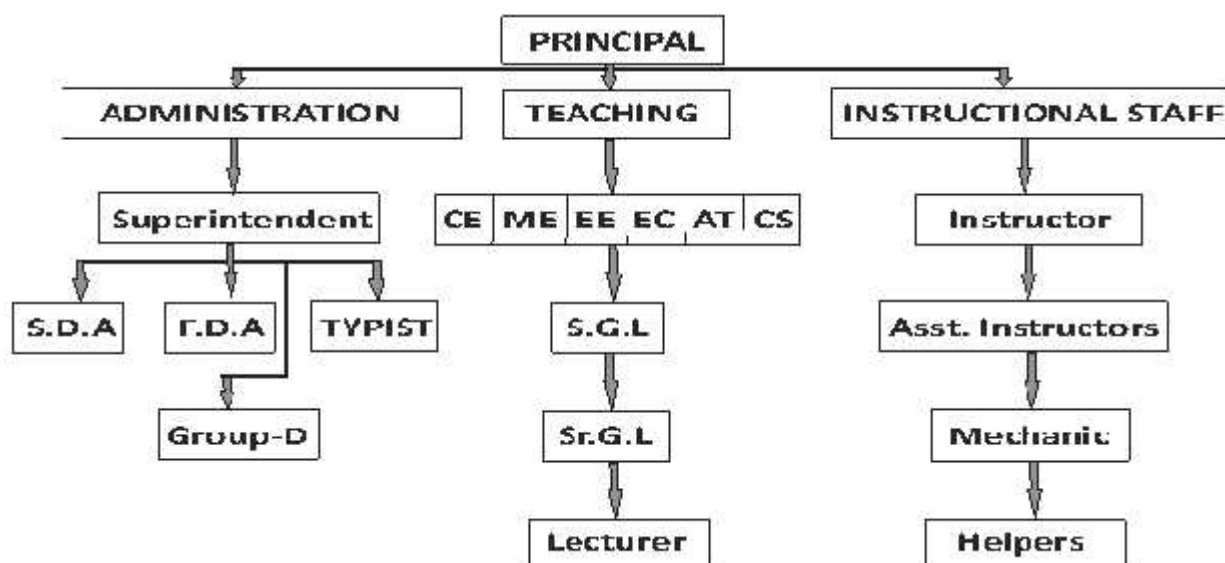 PRINCIPAL
ADMINISTRATION TEACHING INSTRUCTIONAL STAFF
Superintendent CE ME EE EC AT CS Instructor
S.D.A F.D.A TYPIST S.G.L Asst. Instructors
Group-D Sr.G.L Mechanic
Lecturer Helpers